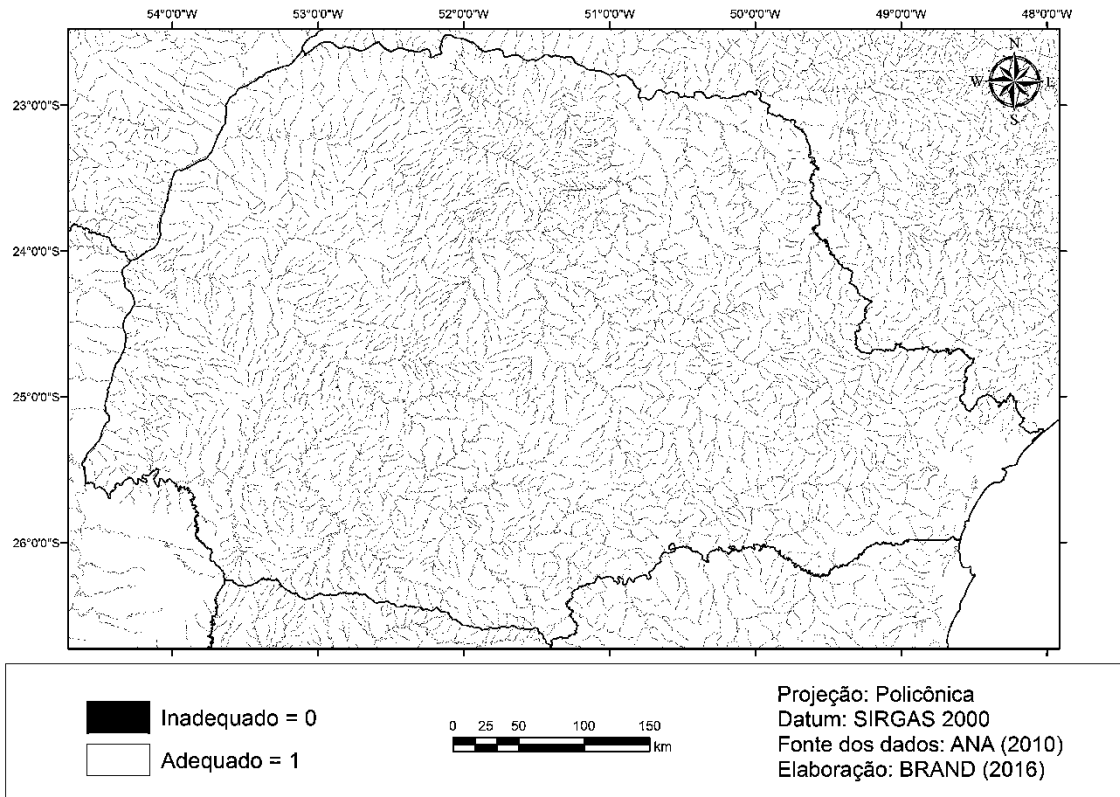 54°0'0"W 53°0'0"W 52°0'0"W 51°0'0"W 50°0'0"W 49°0'0"W 48°0'0"W
N
W E
S
23°0'0"S
24°0'0"S
25°0'0"S
26°0'0"S
Inadequado = 0
Adequado = 1
0 25 50 100 150
km
Projeção: Policônica
Datum: SIRGAS 2000
Fonte dos dados: ANA (2010)
Elaboração: BRAND (2016)